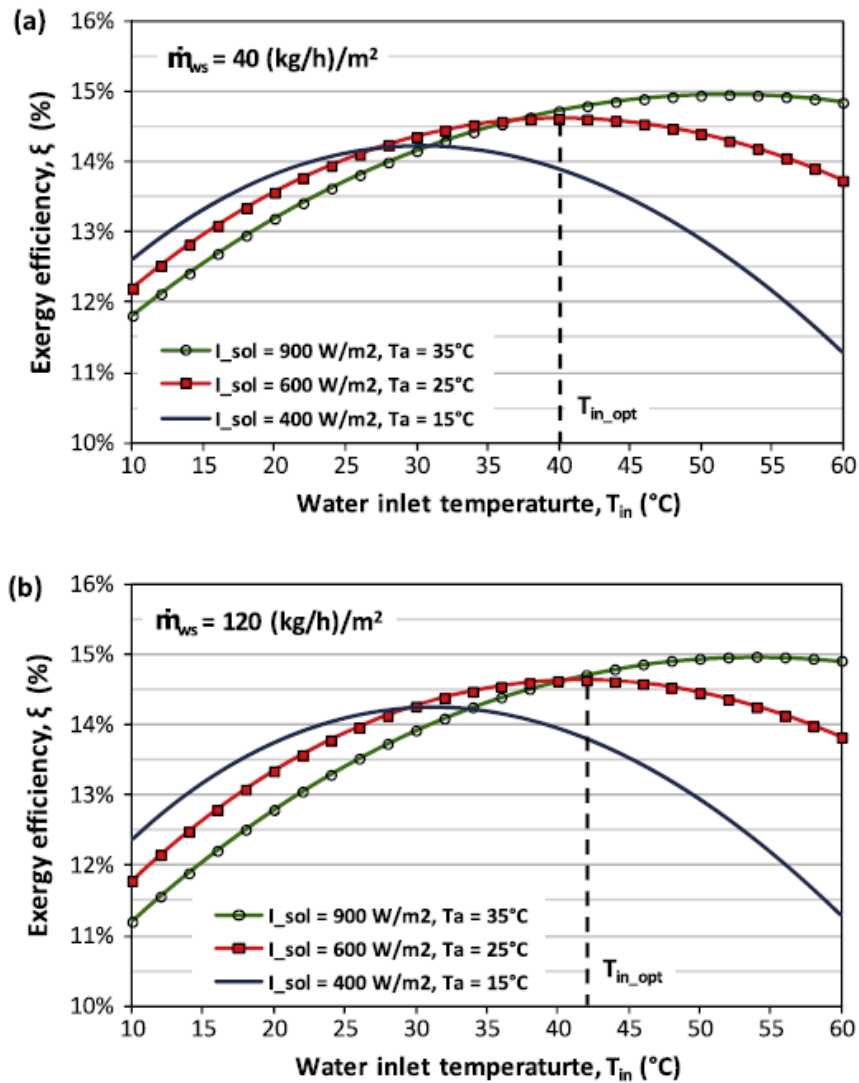 (a)
16%
15%
14%
13%
12%
11%
10%
Exergy efficiency, ξ (%)
ṁws = 40 (kg/h)/m²
I_sol = 900 W/m2, Ta = 35°C
I_sol = 600 W/m2, Ta = 25°C
I_sol = 400 W/m2, Ta = 15°C
Tin_opt
10 15 20 25 30 35 40 45 50 55 60
Water inlet temperaturte, Tin (°C)
(b)
16%
15%
14%
13%
12%
11%
10%
Exergy efficiency, ξ (%)
ṁws = 120 (kg/h)/m²
I_sol = 900 W/m2, Ta = 35°C
I_sol = 600 W/m2, Ta = 25°C
I_sol = 400 W/m2, Ta = 15°C
Tin_opt
10 15 20 25 30 35 40 45 50 55 60
Water inlet temperaturte, Tin (°C)